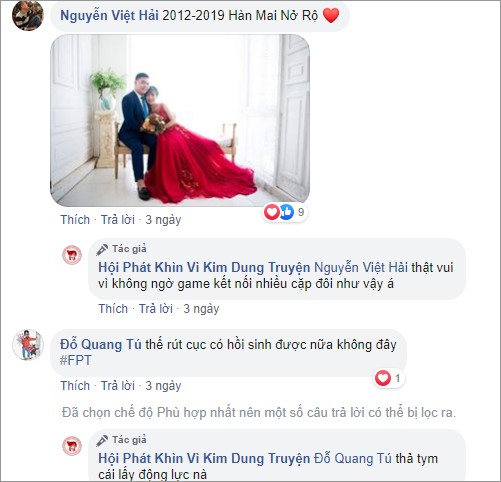 Nguyễn Việt Hải 2012-2019 Hàn Mai Nở Rộ ❤️
Thích · Trả lời · 3 ngày
9
Tác giả
Hội Phát Khìn Vì Kim Dung Truyện Nguyễn Việt Hải thật vui
vì không ngờ game kết nối nhiều cặp đôi như vậy á
Thích · Trả lời · 3 ngày
Đỗ Quang Tú thế rút cục có hồi sinh được nữa không đây
#FPT
Thích · Trả lời · 3 ngày
1
Đã chọn chế độ Phù hợp nhất nên một số câu trả lời có thể bị lọc ra.
Tác giả
Hội Phát Khìn Vì Kim Dung Truyện Đỗ Quang Tú thả tym
cái lấy động lực nà